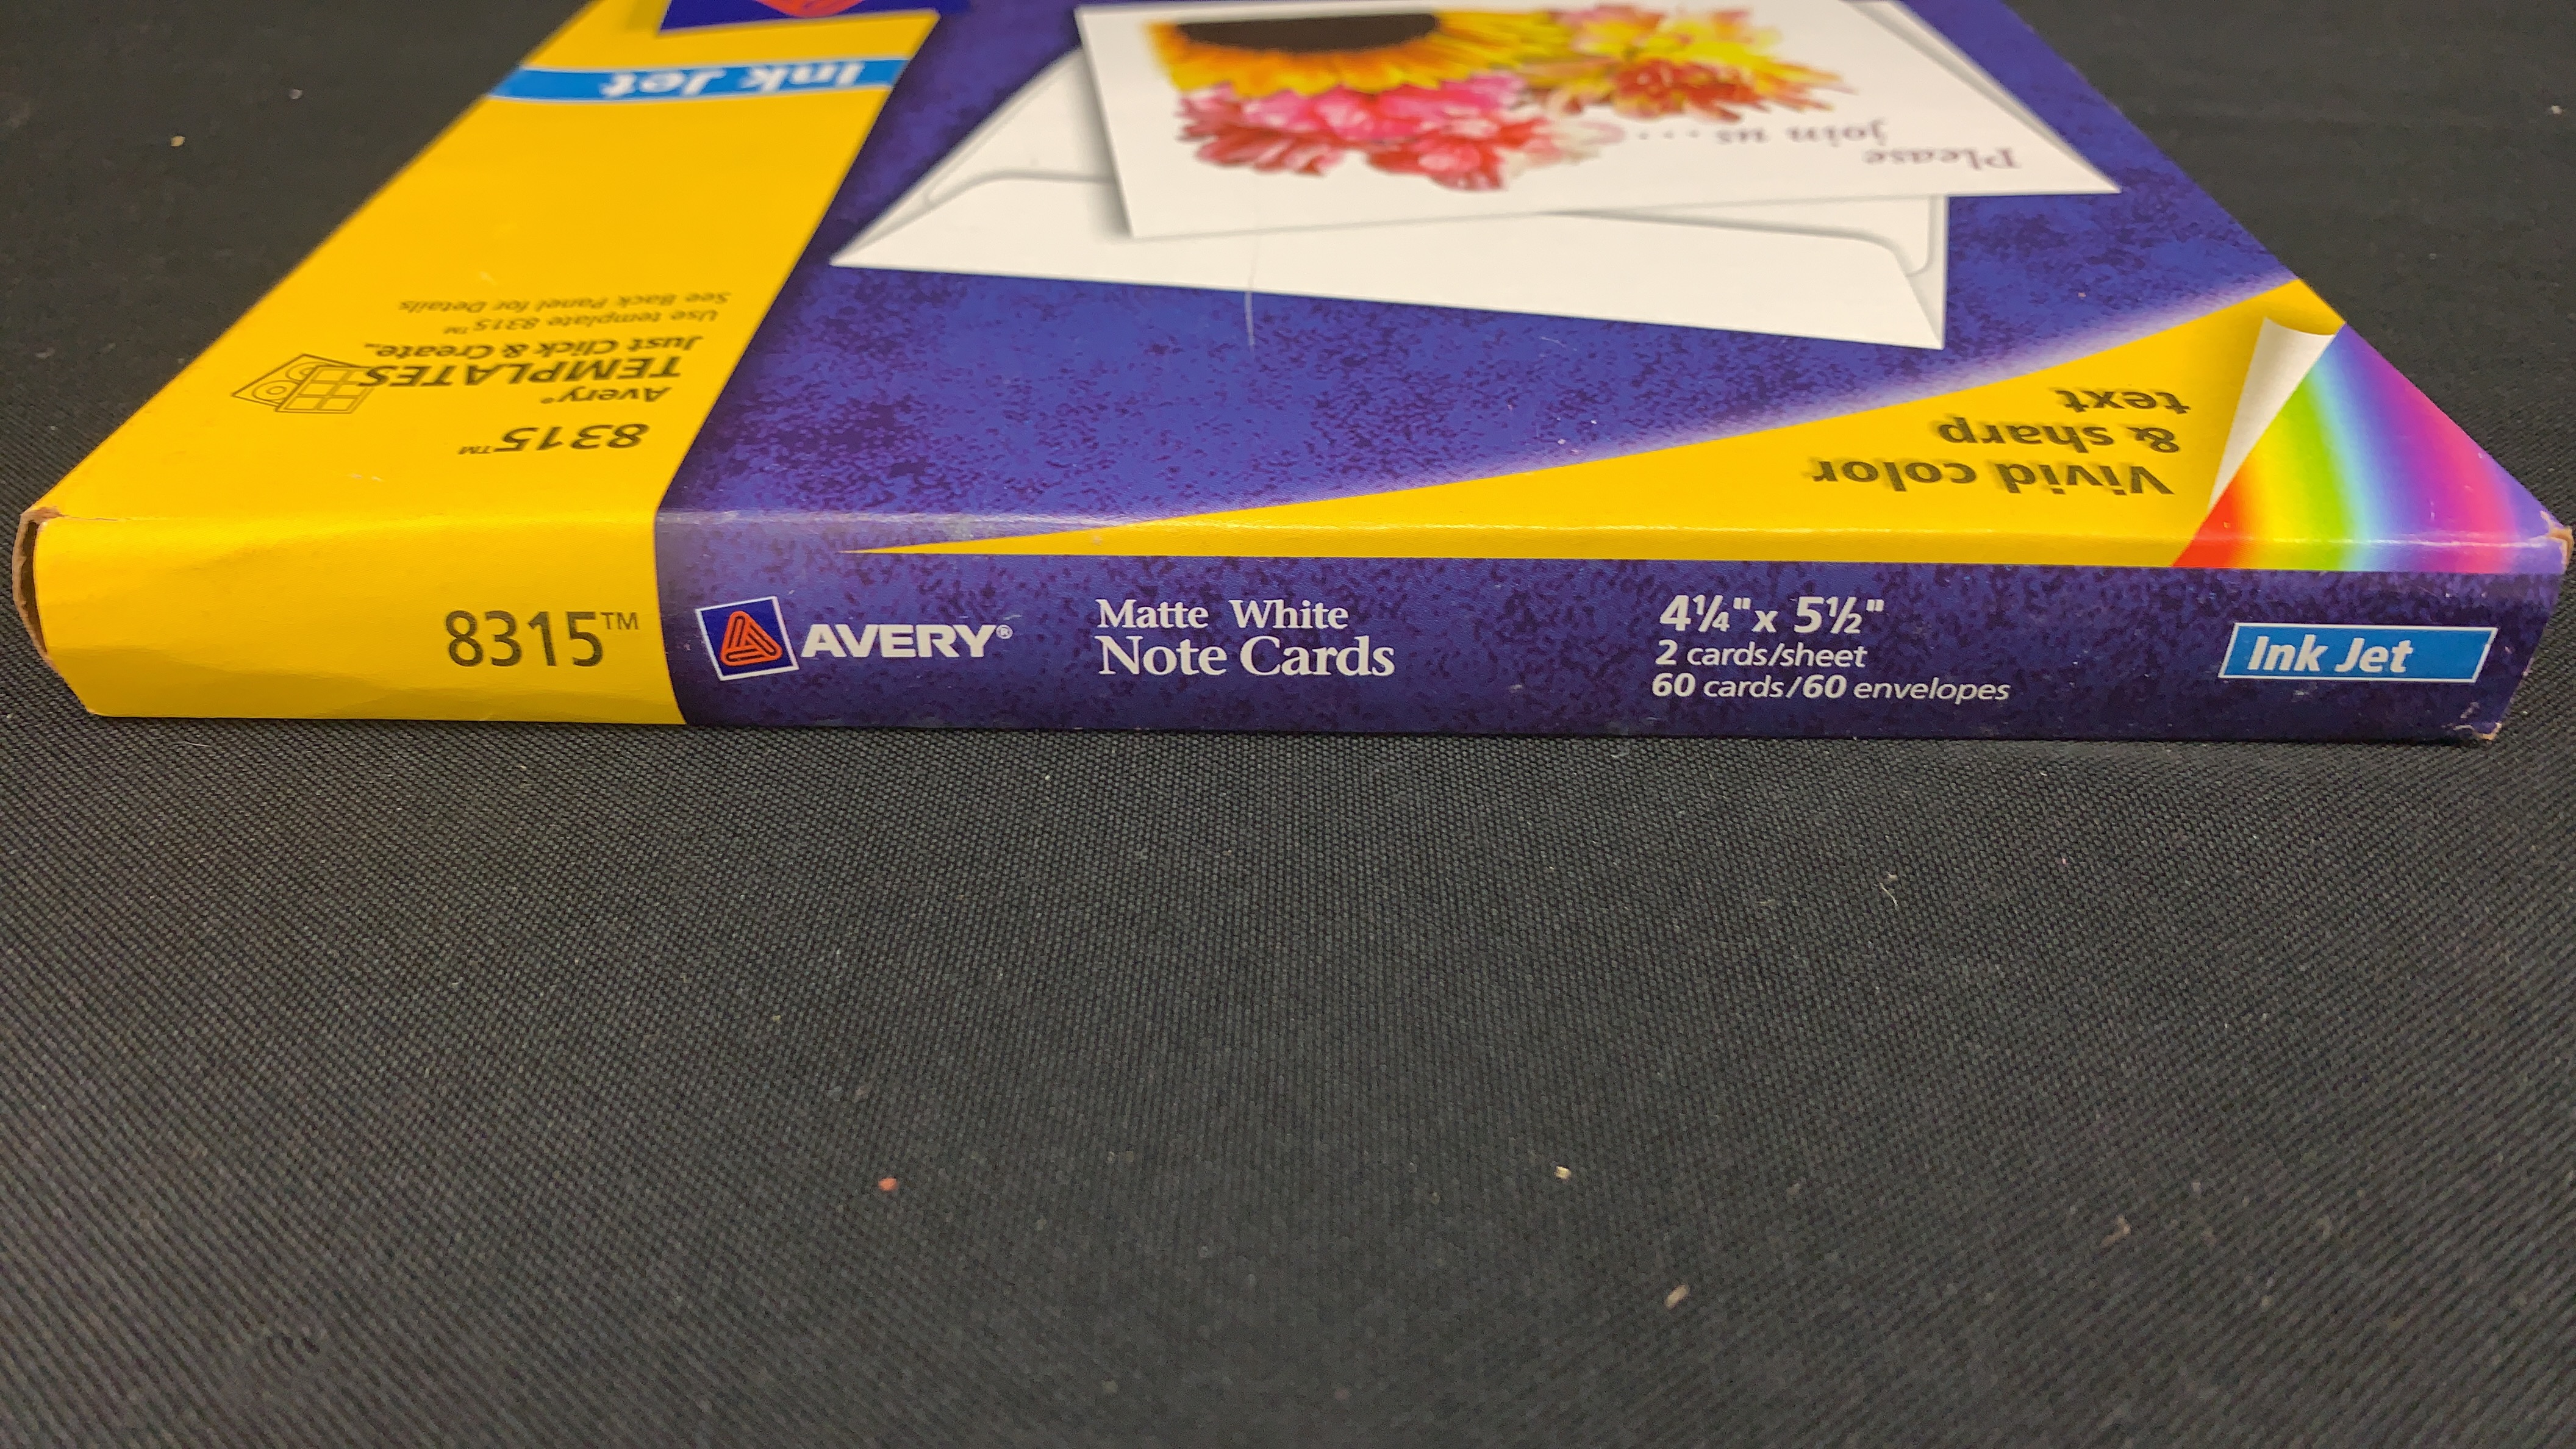 Ink Jet
Please
join us....
See Back Panel for Details
Use template 8315™
Just Click & Create™
TEMPLATES
Avery®
8315™
Vivid color
& sharp
text
8315™
AVERY®
Matte White
Note Cards
4¼" x 5½"
2 cards/sheet
60 cards/60 envelopes
Ink Jet